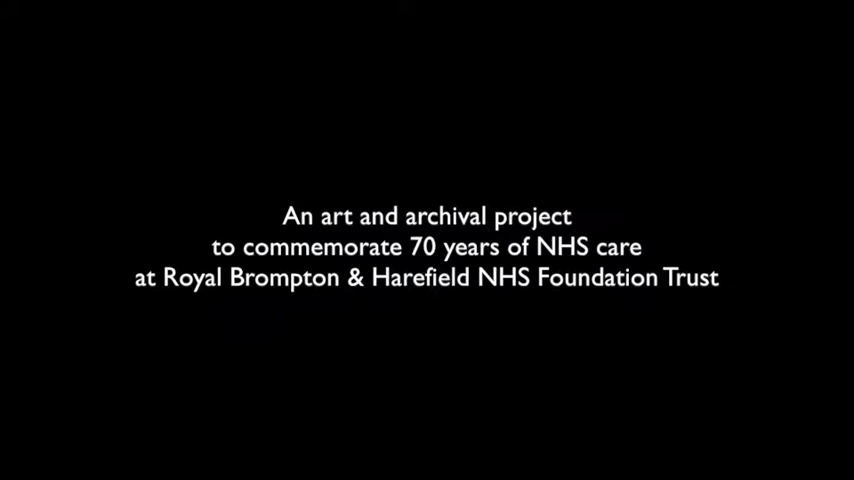 An art and archival project
to commemorate 70 years of NHS care
at Royal Brompton & Harefield NHS Foundation Trust